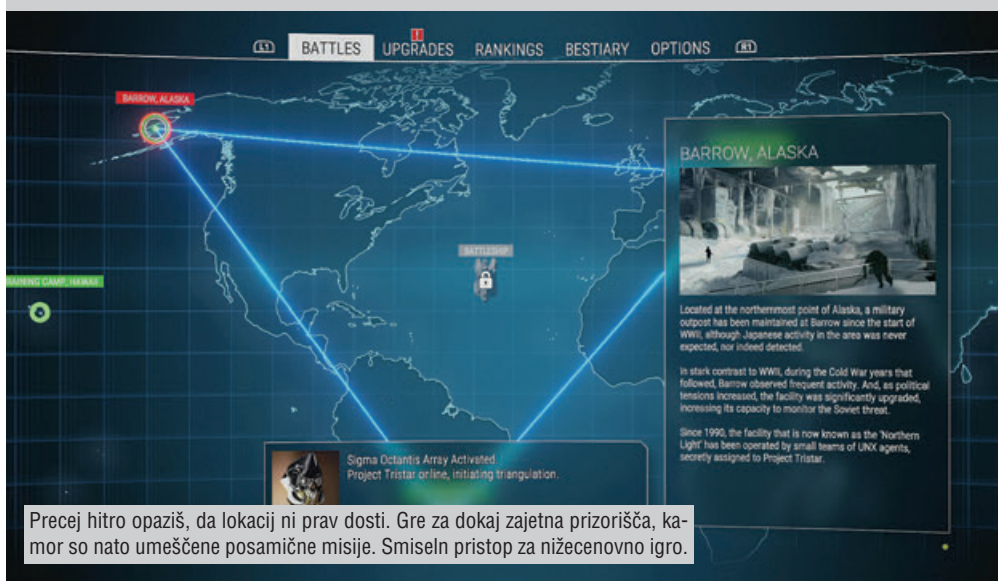 L1 BATTLES UPGRADES RANKINGS BESTIARY OPTIONS R1
!
BARROW, ALASKA
BARROW, ALASKA
BATTLESHIP
RAINING CAMP, HAWAII
Located at the northernmost point of Alaska, a military
outpost has been maintained at Barrow since the start of
WWII, although Japanese activity in the area was never
expected, nor indeed detected.
In stark contrast to WWII, during the Cold War years that
followed, Barrow observed frequent activity. And, as political
tensions increased, the facility was significantly upgraded,
increasing its capacity to monitor the Soviet threat.
Since 1990, the facility that is now known as the 'Northern
Light' has been operated by small teams of UNX agents,
secretly assigned to Project Tristar.
Sigma Octantis Array Activated
Project Tristar online, initiating triangulation.
Precej hitro opaziš, da lokacij ni prav dosti. Gre za dokaj zajetna prizorišča, ka-
mor so nato umeščene posamične misije. Smiseln pristop za nižecenovno igro.